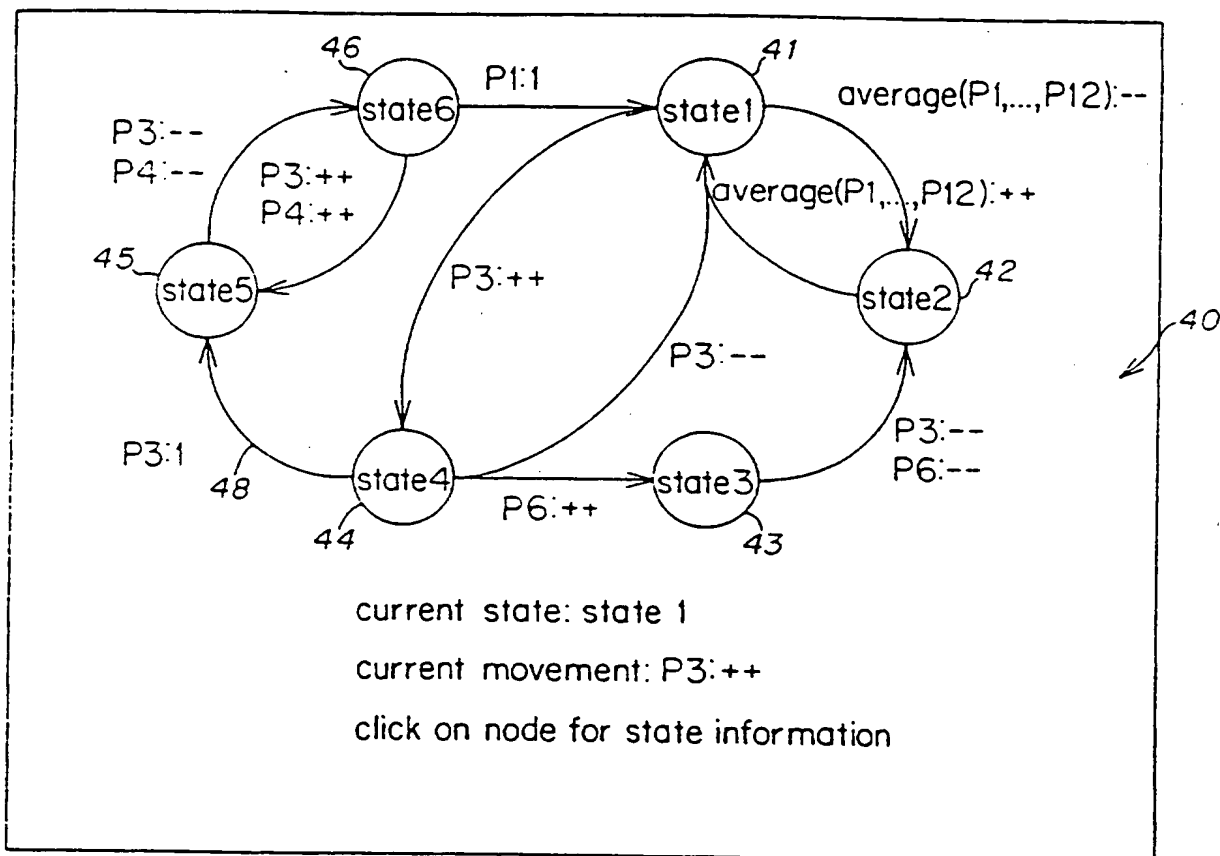 46
41
P1:1
state6
state1
average(P1,...,P12):--
P3:--
P4:--
P3:++
P4:++
average(P1,...,P12):++
45
state5
P3:++
state2
42
40
P3:--
P3:1
48
state4
44
P6:++
state3
43
P3:--
P6:--
current state: state 1
current movement: P3:++
click on node for state information